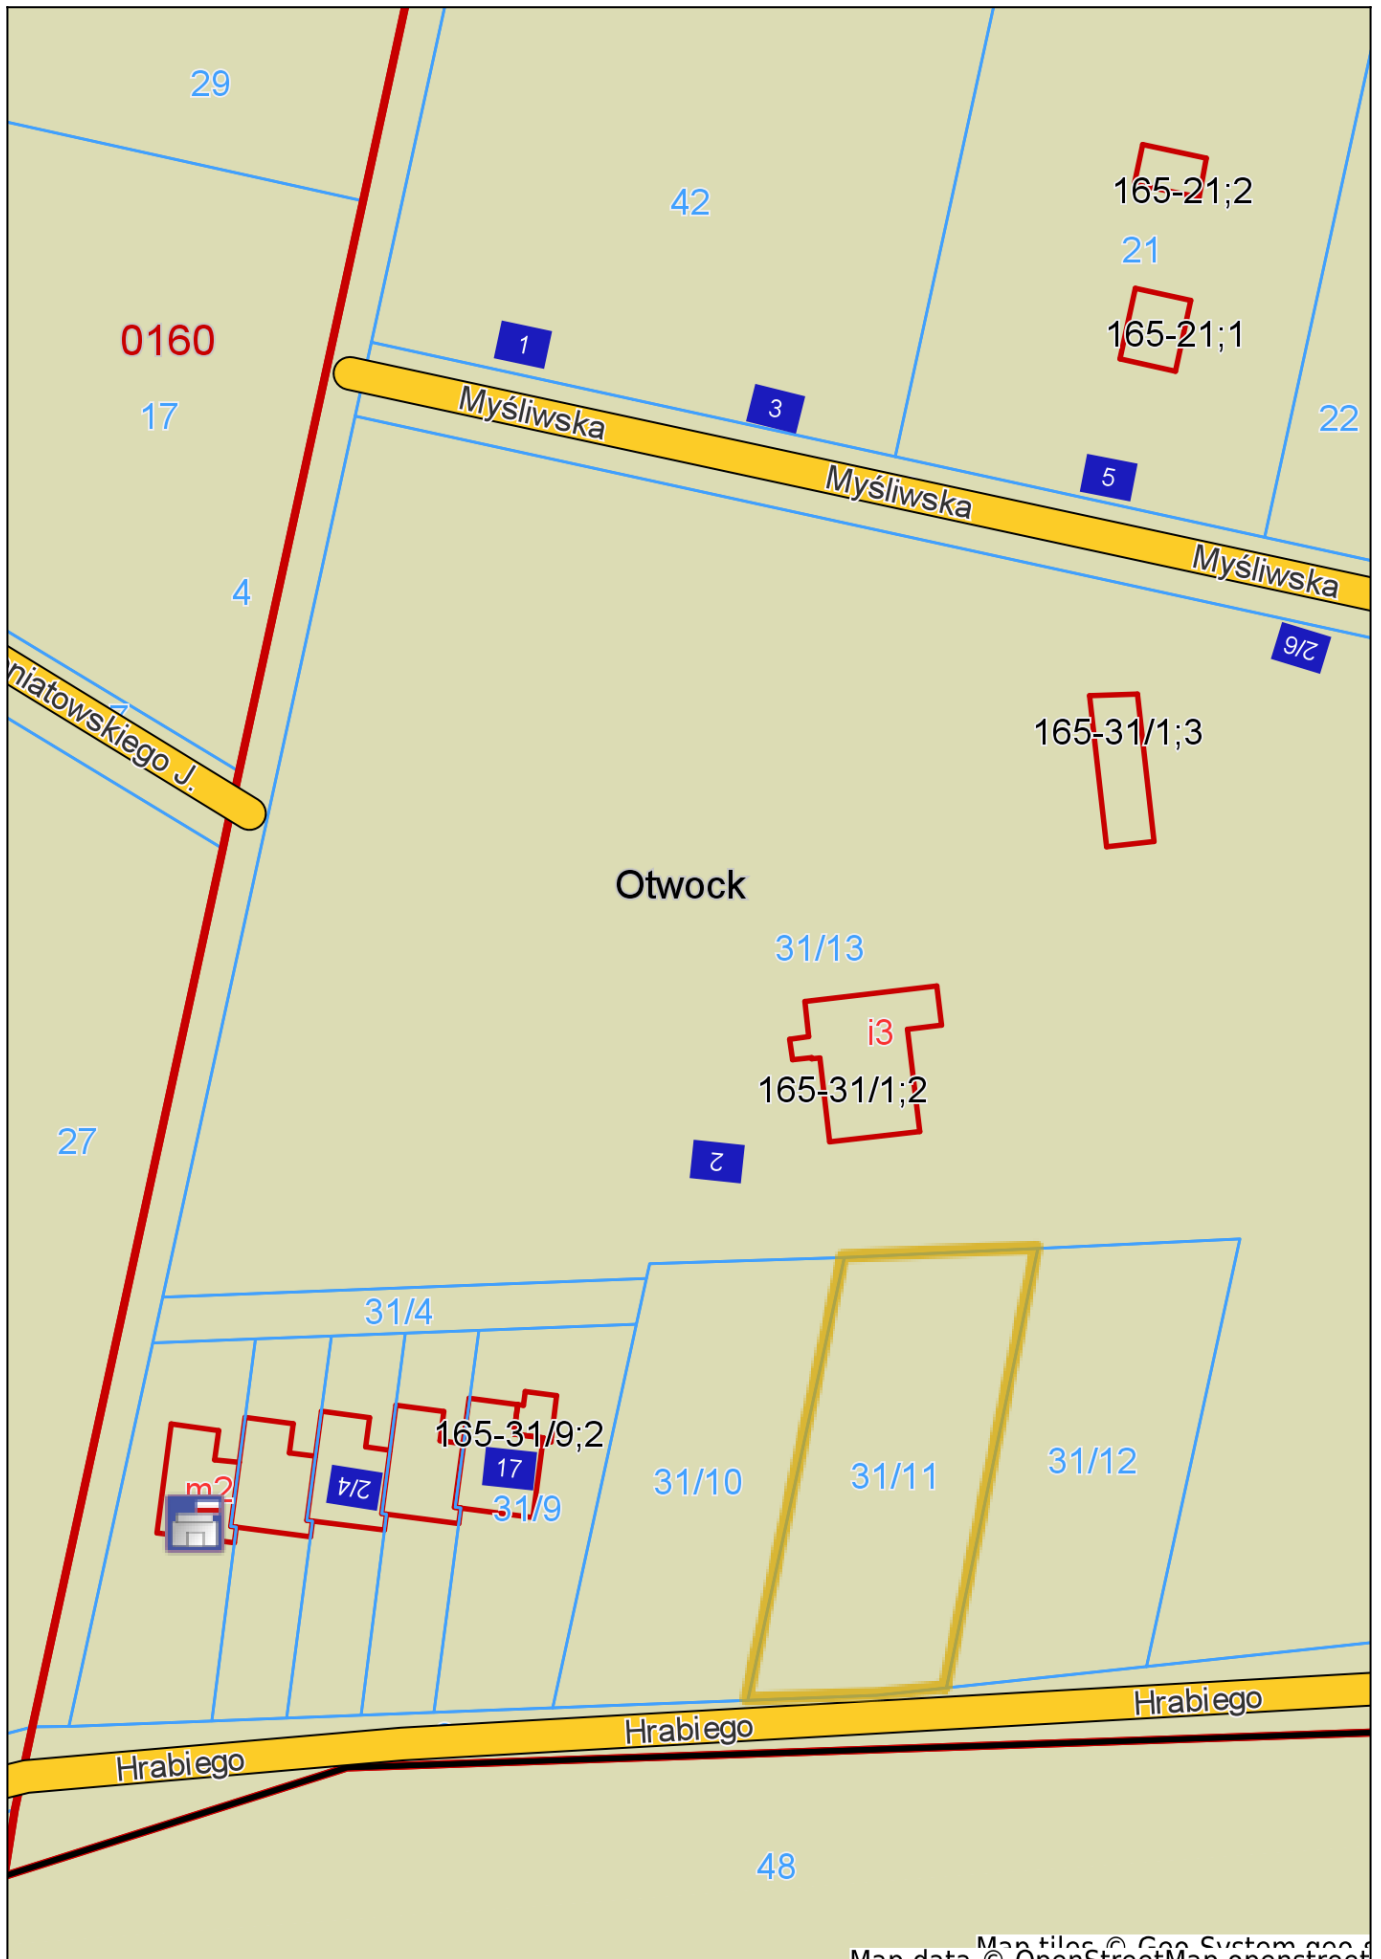 29
42
165-21;2
21
0160
1
165-21;1
3
17
Myśliwska
22
5
Myśliwska
Myśliwska
4
2/6
7
niatowskiego J.
165-31/1;3
Otwock
31/13
i3
165-31/1;2
27
2
31/4
165-31/9;2
31/12
17
31/10
31/11
m2
2/4
31/9
Hrabiego
Hrabiego
Hrabiego
48
Map tiles © Geo-System geo-s
Map data © OpenStreetMap openstreet